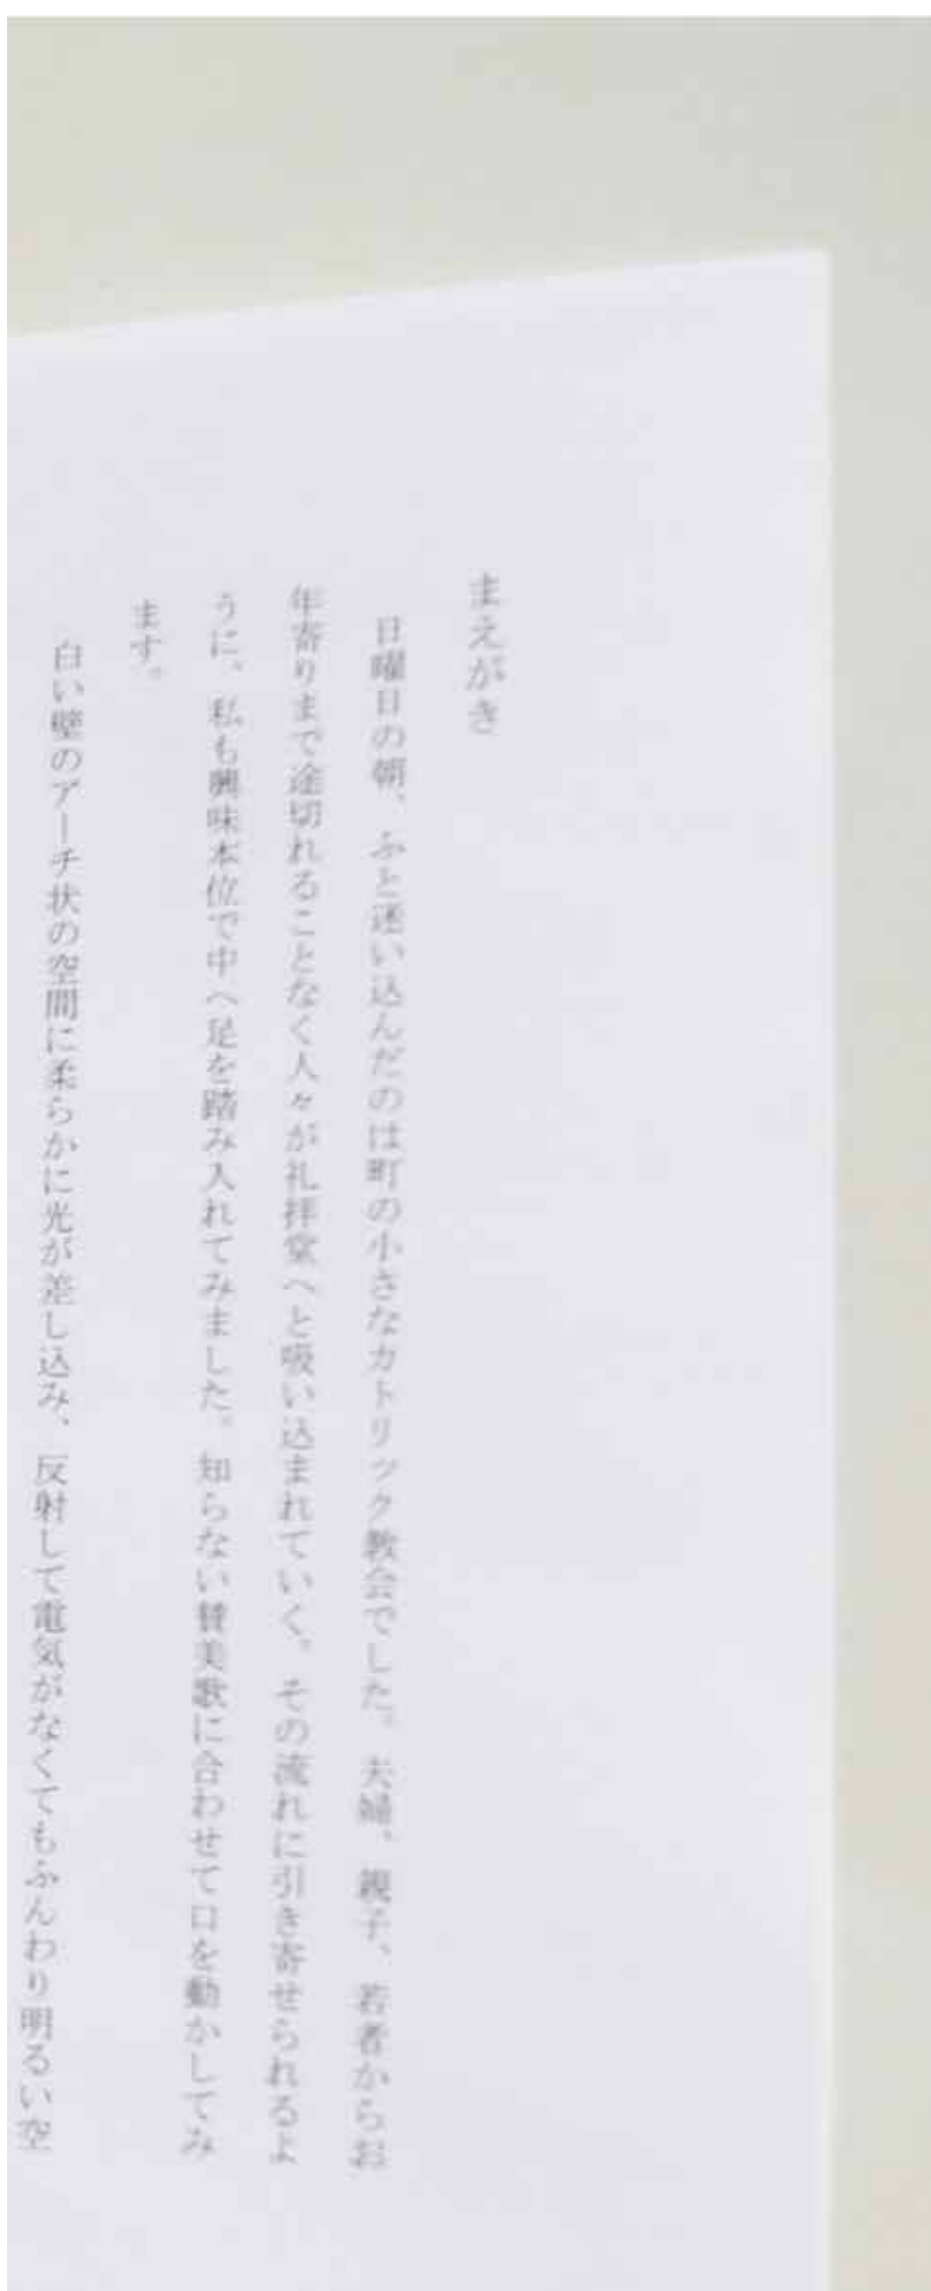 まえがき
日曜日の朝、ふと迷い込んだのは町の小さなカトリック教会でした。夫婦、親子、若者からお
年寄りまで途切れることなく人々が礼拝堂へと吸い込まれていく。その流れに引き寄せられるよ
うに、私も興味本位で中へ足を踏み入れてみました。知らない賛美歌に合わせて口を動かしてみ
ます。
白い壁のアーチ状の空間に柔らかに光が差し込み、反射して電気がなくてもふんわり明るい空